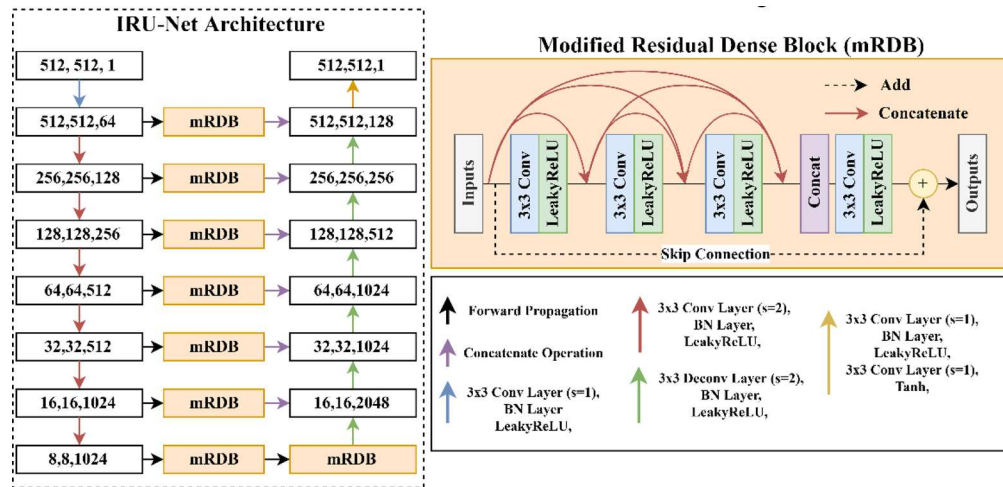 IRU-Net Architecture
512, 512, 1
512,512,1
512,512,64
mRDB
512,512,128
256,256,128
mRDB
256,256,256
128,128,256
mRDB
128,128,512
64,64,512
mRDB
64,64,1024
32,32,512
mRDB
32,32,1024
16,16,1024
mRDB
16,16,2048
8,8,1024
mRDB
mRDB
Modified Residual Dense Block (mRDB)
Add
Concatenate
Inputs
3x3 Conv
LeakyReLU
3x3 Conv
LeakyReLU
3x3 Conv
LeakyReLU
Concat
3x3 Conv
LeakyReLU
+
Outputs
Skip Connection
Forward Propagation
Concatenate Operation
3x3 Conv Layer (s=1),
BN Layer
LeakyReLU,
3x3 Conv Layer (s=2),
BN Layer,
LeakyReLU,
3x3 Deconv Layer (s=2),
BN Layer,
LeakyReLU,
3x3 Conv Layer (s=1),
BN Layer,
LeakyReLU,
3x3 Conv Layer (s=1),
Tanh,